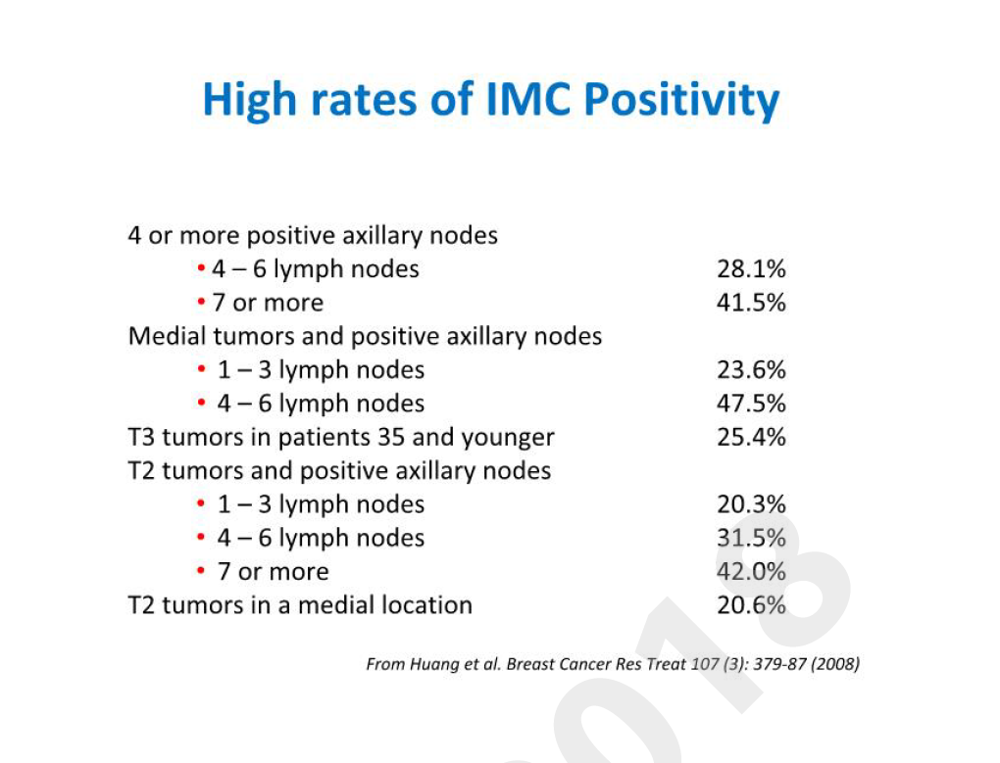 High rates of IMC Positivity
4 or more positive axillary nodes
• 4 – 6 lymph nodes 28.1%
• 7 or more 41.5%
Medial tumors and positive axillary nodes
• 1 – 3 lymph nodes 23.6%
• 4 – 6 lymph nodes 47.5%
T3 tumors in patients 35 and younger 25.4%
T2 tumors and positive axillary nodes
• 1 – 3 lymph nodes 20.3%
• 4 – 6 lymph nodes 31.5%
• 7 or more 42.0%
T2 tumors in a medial location 20.6%
From Huang et al. Breast Cancer Res Treat 107 (3): 379-87 (2008)
018